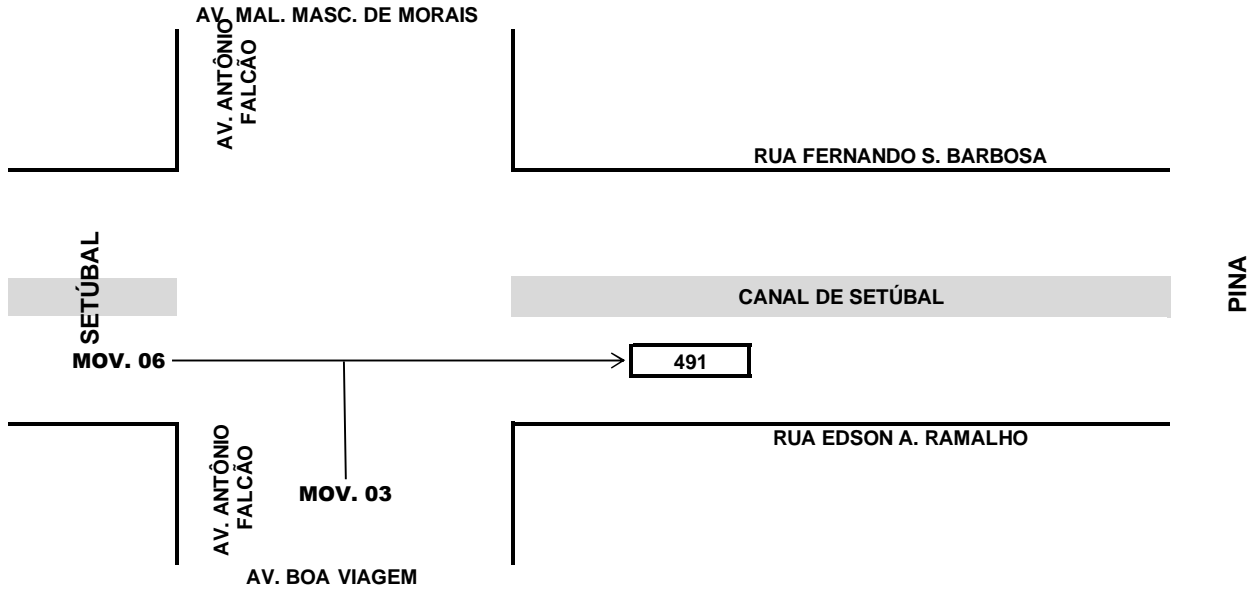 AV. MAL. MASC. DE MORAIS
AV. ANTÔNIO
FALCÃO
RUA FERNANDO S. BARBOSA
SETÚBAL
CANAL DE SETÚBAL
PINA
MOV. 06
491
RUA EDSON A. RAMALHO
AV. ANTÔNIO
FALCÃO
MOV. 03
AV. BOA VIAGEM